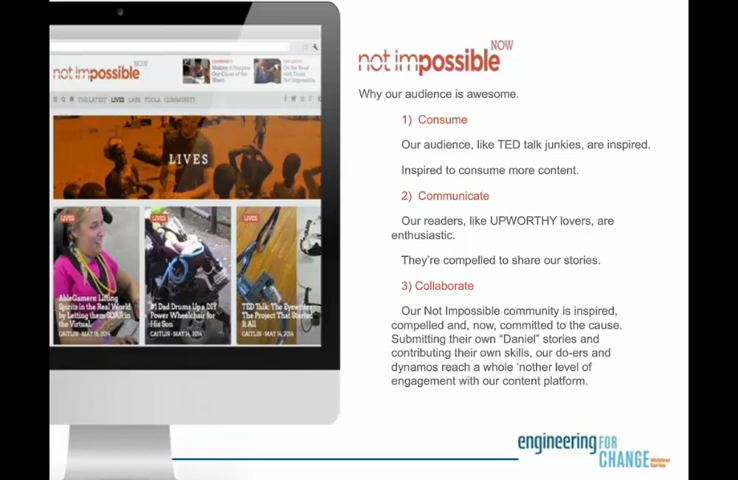 not impossible NOW
THE LATEST LIVES LABS TOOLS COMMUNITY
LIVES
LIVES
LIVES
LIVES
AbleGamers: Lifting
Spirits in the Real World
by Letting them SOAR in
the Virtual
CAITLIN • MAY 16, 2014
#1 Dad Drums Up a DIY
Power Wheelchair for
His Son
CAITLIN • MAY 14, 2014
TED Talk: The Eyewriter
The Project That Started
It All
CAITLIN • MAY 14, 2014
not impossible NOW
Why our audience is awesome.
1) Consume
Our audience, like TED talk junkies, are inspired.
Inspired to consume more content.
2) Communicate
Our readers, like UPWORTHY lovers, are
enthusiastic.
They're compelled to share our stories.
3) Collaborate
Our Not Impossible community is inspired,
compelled and, now, committed to the cause.
Submitting their own "Daniel" stories and
contributing their own skills, our do-ers and
dynamos reach a whole 'nother level of
engagement with our content platform.
engineering FOR
CHANGE Webinar
Series